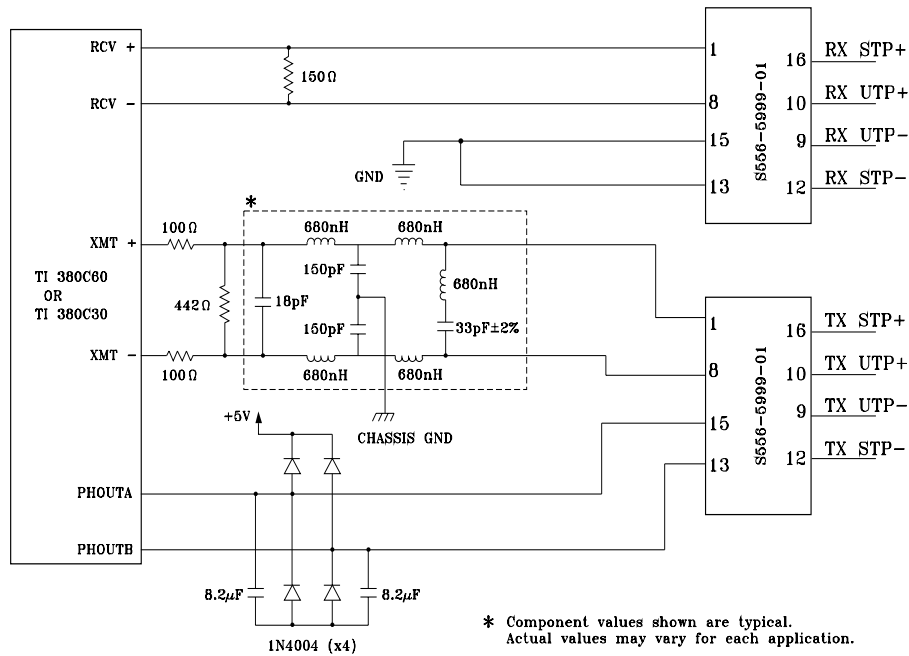 RCV +
150Ω
RCV -
1
8
15
13
S556-5999-01
16
RX STP+
10
RX UTP+
9
RX UTP-
12
RX STP-
GND
*
XMT +
100Ω
680nH
680nH
150pF
680nH
TI 380C60
OR
TI 380C30
442Ω
18pF
150pF
33pF±2%
XMT -
100Ω
680nH
680nH
1
8
15
13
S556-5999-01
16
TX STP+
10
TX UTP+
9
TX UTP-
12
TX STP-
+5V
CHASSIS GND
PHOUTA
PHOUTB
8.2µF
8.2µF
1N4004 (x4)
* Component values shown are typical.
Actual values may vary for each application.